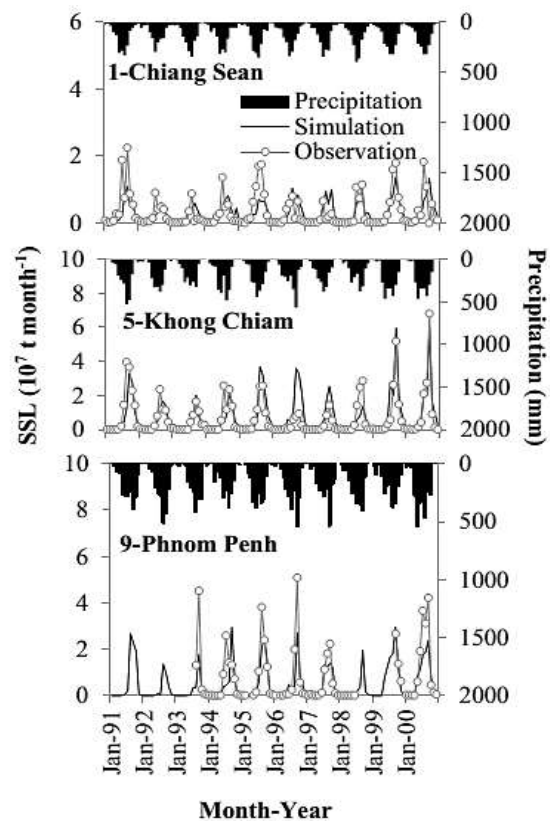 6
0
4
500
1-Chiang Sean
Precipitation
1000
Simulation
2
Observation
1500
0
2000
10
0
8
500
5-Khong Chiam
6
1000
4
1500
2
0
2000
10
0
8
500
9-Phnom Penh
6
1000
4
2
1500
0
2000
SSL (10⁷ t month⁻¹)
Precipitation (mm)
Jan-91
Jan-92
Jan-93
Jan-94
Jan-95
Jan-96
Jan-97
Jan-98
Jan-99
Jan-00
Month-Year